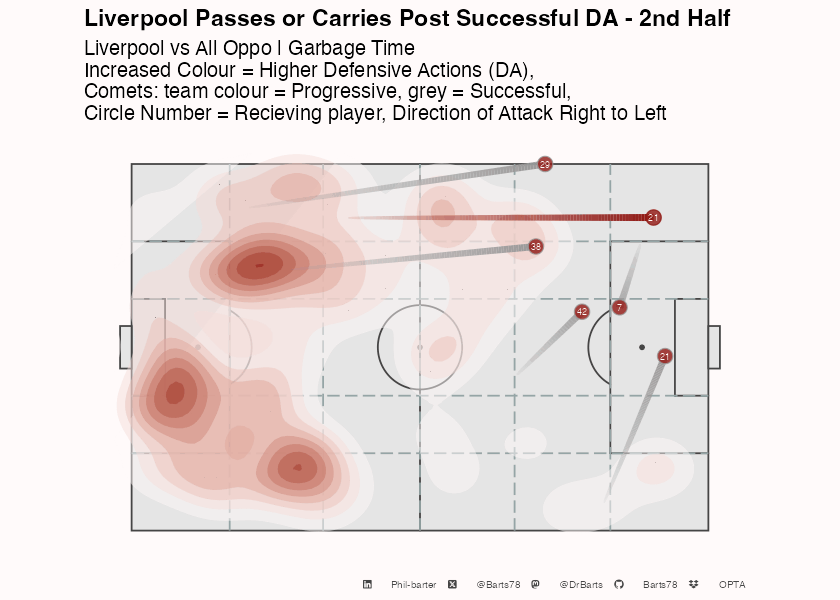 Liverpool Passes or Carries Post Successful DA - 2nd Half
Liverpool vs All Oppo l Garbage Time
Increased Colour = Higher Defensive Actions (DA),
Comets: team colour = Progressive, grey = Successful,
Circle Number = Recieving player, Direction of Attack Right to Left
29
21
38
42
7
21
Phil-barter @Barts78 @DrBarts Barts78 OPTA